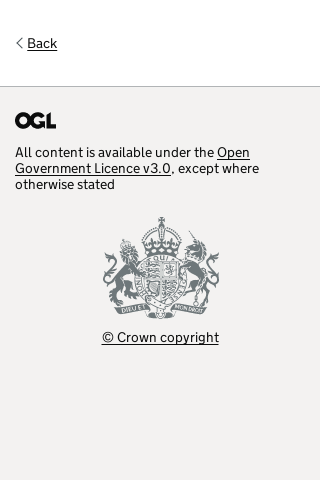 Back
OGL
All content is available under the Open
Government Licence v3.0, except where
otherwise stated
DIEU ET MON DROIT
© Crown copyright